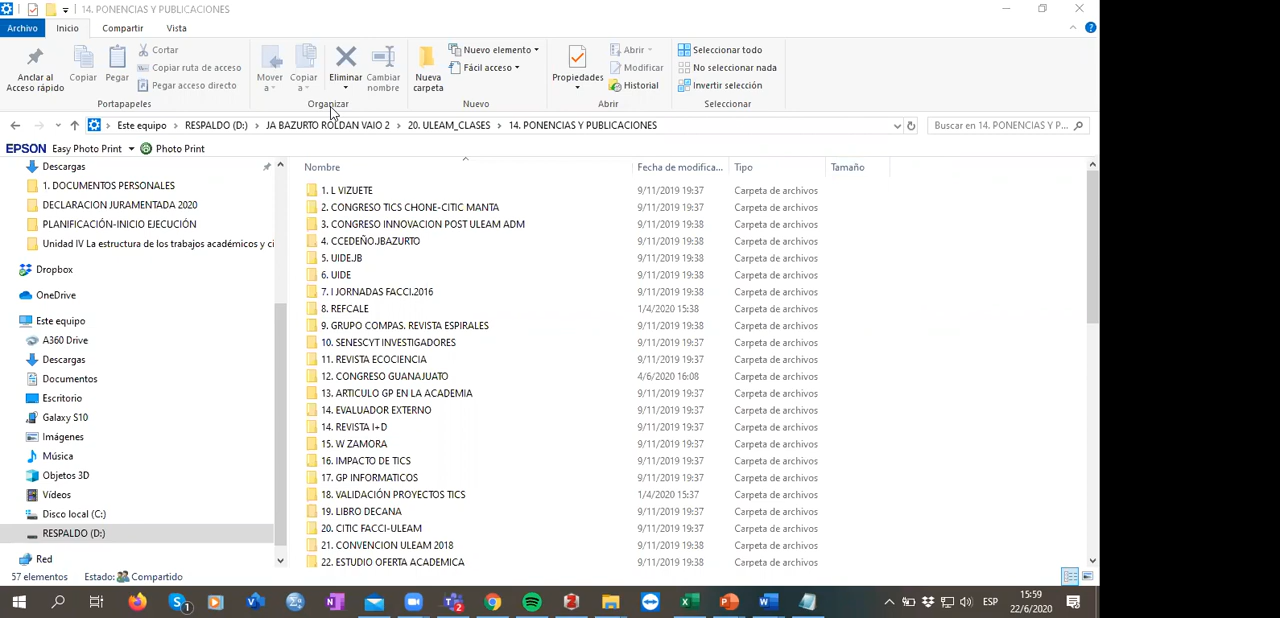 14. PONENCIAS Y PUBLICACIONES
Archivo Inicio Compartir Vista
Anclar al Acceso rápido
Copiar
Pegar
Cortar
Copiar ruta de acceso
Pegar acceso directo
Portapapeles
Mover a
Copiar a
Eliminar
Cambiar nombre
Organizar
Nueva carpeta
Nuevo elemento
Fácil acceso
Nuevo
Propiedades
Abrir
Modificar
Historial
Abrir
Seleccionar todo
No seleccionar nada
Invertir selección
Seleccionar
Este equipo > RESPALDO (D:) > JA BAZURTO ROLDAN VAIO 2 > 20. ULEAM_CLASES > 14. PONENCIAS Y PUBLICACIONES
Buscar en 14. PONENCIAS Y P...
EPSON Easy Photo Print Photo Print
Descargas
1. DOCUMENTOS PERSONALES
DECLARACION JURAMENTADA 2020
PLANIFICACIÓN-INICIO EJECUCIÓN
Unidad IV La estructura de los trabajos académicos y ci
Dropbox
OneDrive
Este equipo
A360 Drive
Descargas
Documentos
Escritorio
Galaxy S10
Imágenes
Música
Objetos 3D
Vídeos
Disco local (C:)
RESPALDO (D:)
Red
Nombre Fecha de modifica... Tipo Tamaño
1. L VIZUETE 9/11/2019 19:37 Carpeta de archivos
2. CONGRESO TICS CHONE-CITIC MANTA 9/11/2019 19:37 Carpeta de archivos
3. CONGRESO INNOVACION POST ULEAM ADM 9/11/2019 19:38 Carpeta de archivos
4. CCEDEÑO.JBAZURTO 9/11/2019 19:38 Carpeta de archivos
5. UIDE.JB 9/11/2019 19:38 Carpeta de archivos
6. UIDE 9/11/2019 19:38 Carpeta de archivos
7. I JORNADAS FACCI.2016 9/11/2019 19:38 Carpeta de archivos
8. REFCALE 1/4/2020 15:38 Carpeta de archivos
9. GRUPO COMPAS. REVISTA ESPIRALES 9/11/2019 19:38 Carpeta de archivos
10. SENESCYT INVESTIGADORES 9/11/2019 19:38 Carpeta de archivos
11. REVISTA ECOCIENCIA 9/11/2019 19:37 Carpeta de archivos
12. CONGRESO GUANAJUATO 4/6/2020 16:08 Carpeta de archivos
13. ARTICULO GP EN LA ACADEMIA 9/11/2019 19:37 Carpeta de archivos
14. EVALUADOR EXTERNO 9/11/2019 19:37 Carpeta de archivos
14. REVISTA I+D 9/11/2019 19:37 Carpeta de archivos
15. W ZAMORA 9/11/2019 19:37 Carpeta de archivos
16. IMPACTO DE TICS 9/11/2019 19:37 Carpeta de archivos
17. GP INFORMATICOS 9/11/2019 19:37 Carpeta de archivos
18. VALIDACIÓN PROYECTOS TICS 1/4/2020 15:37 Carpeta de archivos
19. LIBRO DECANA 9/11/2019 19:37 Carpeta de archivos
20. CITIC FACCI-ULEAM 9/11/2019 19:38 Carpeta de archivos
21. CONVENCION ULEAM 2018 9/11/2019 19:38 Carpeta de archivos
22. ESTUDIO OFERTA ACADEMICA 9/11/2019 19:38 Carpeta de archivos
57 elementos Estado: Compartido
ESP
15:59
22/6/2020